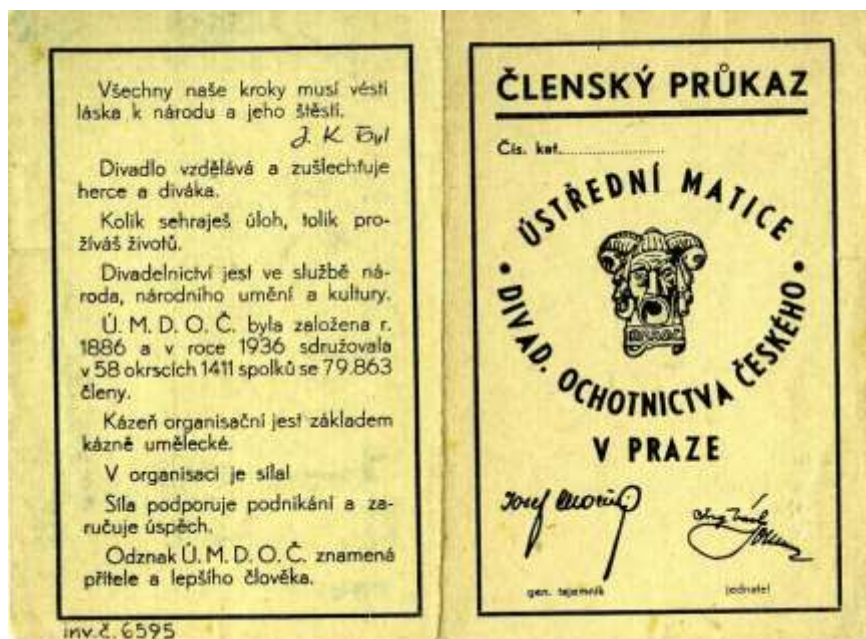 Všechny naše kroky musí vésti
láska k národu a jeho štěstí.
J. K. Tyl
Divadlo vzdělává a zušlechťuje
herce a diváka.
Kolik sehraješ úloh, tolik pro-
žíváš životů.
Divadelnictví jest ve službě ná-
roda, národního umění a kultury.
Ú. M. D. O. Č. byla založena r.
1886 a v roce 1936 sdružovala
v 58 okrscích 1411 spolků se 79.863
členy.
Kázeň organisační jest základem
kázně umělecké.
V organisaci je síla!
Síla podporuje podnikání a za-
ručuje úspěch.
Odznak Ú. M. D. O. Č. znamená
přítele a lepšího člověka.
inv. č. 6595
ČLENSKÝ PRŮKAZ
Čís. kat.
ÚSTŘEDNÍ MATICE
• DIVAD. OCHOTNICTVA ČESKÉHO •
V PRAZE
Josef
gen. tajemník
jednatel